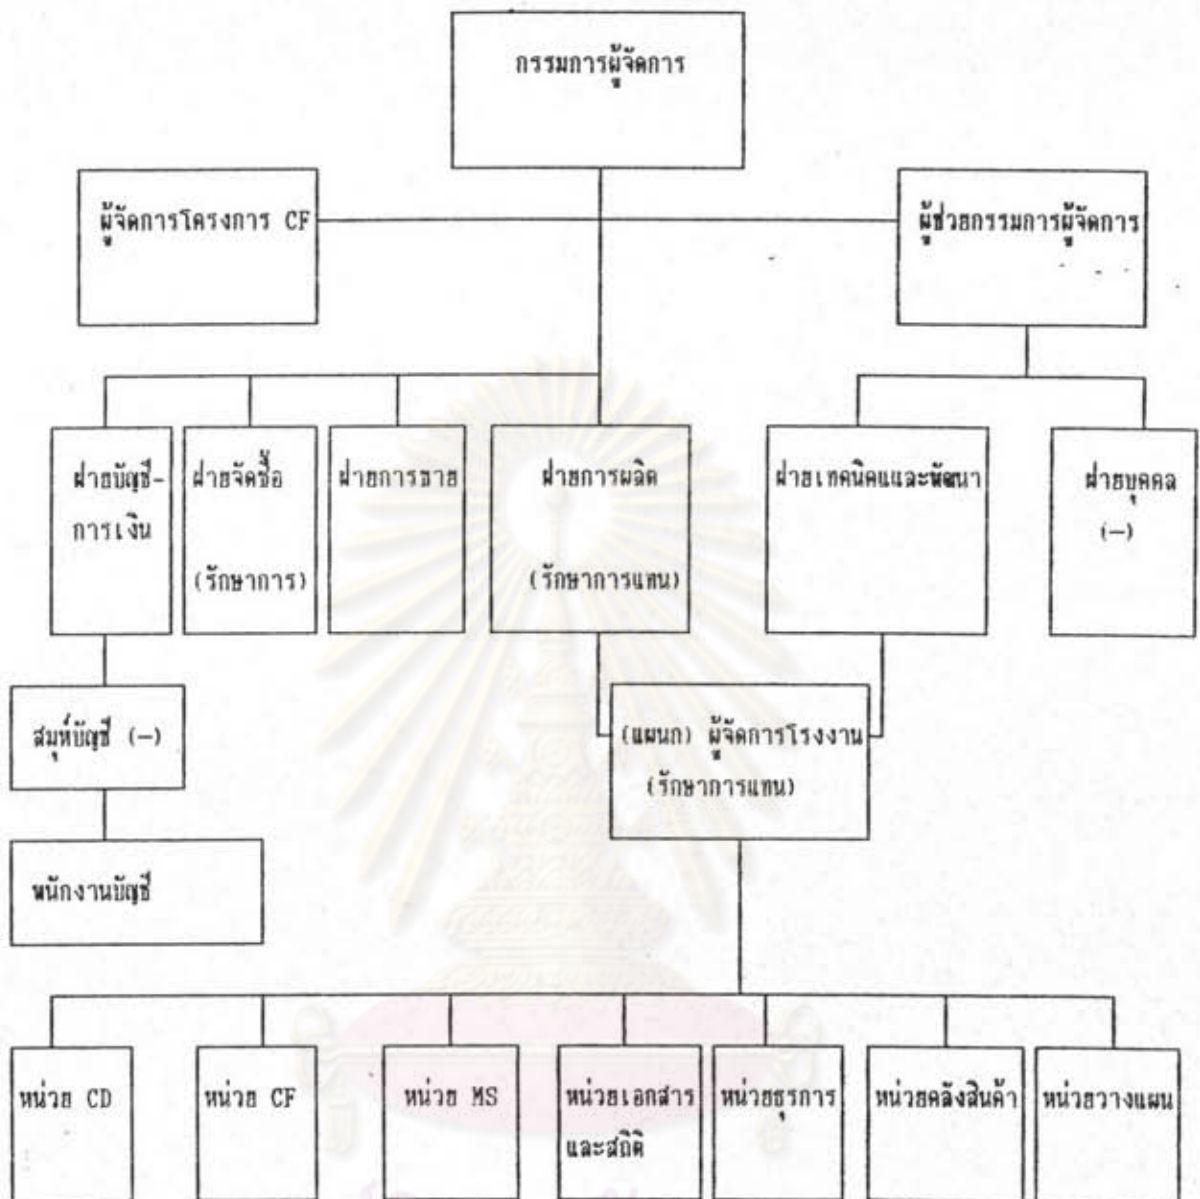 กรรมการผู้จัดการ
ผู้จัดการโครงการ CF
ผู้ช่วยกรรมการผู้จัดการ
ฝ่ายบัญชี-
การเงิน
ฝ่ายจัดซื้อ
(รักษาการ)
ฝ่ายการขาย
ฝ่ายการผลิต
(รักษาการแทน)
ฝ่ายเทคนิคและพัฒนา
ฝ่ายบุคคล
(-)
สมุห์บัญชี (-)
(แผนก) ผู้จัดการโรงงาน
(รักษาการแทน)
พนักงานบัญชี
หน่วย CD
หน่วย CF
หน่วย MS
หน่วยเอกสาร
และสถิติ
หน่วยธุรการ
หน่วยคลังสินค้า
หน่วยวางแผน